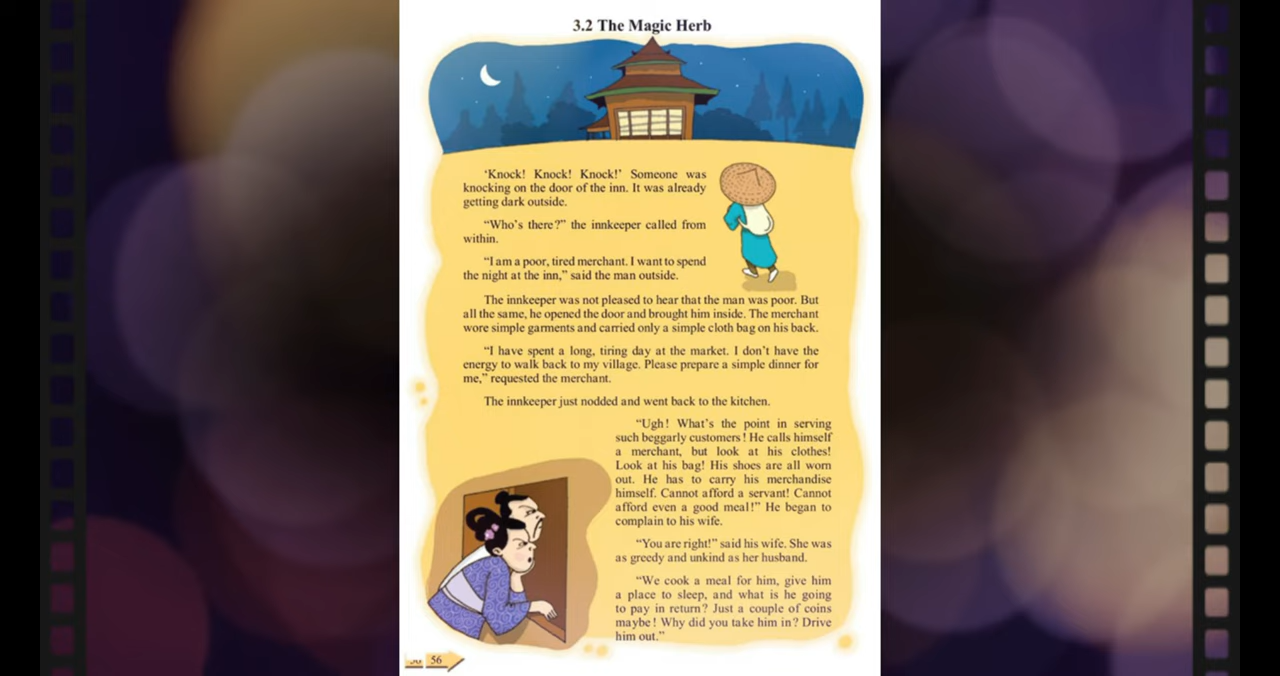 3.2 The Magic Herb
‘Knock! Knock! Knock!’ Someone was
knocking on the door of the inn. It was already
getting dark outside.
“Who’s there?” the innkeeper called from
within.
“I am a poor, tired merchant. I want to spend
the night at the inn,” said the man outside.
The innkeeper was not pleased to hear that the man was poor. But
all the same, he opened the door and brought him inside. The merchant
wore simple garments and carried only a simple cloth bag on his back.
“I have spent a long, tiring day at the market. I don’t have the
energy to walk back to my village. Please prepare a simple dinner for
me,” requested the merchant.
The innkeeper just nodded and went back to the kitchen.
“Ugh! What’s the point in serving
such beggarly customers! He calls himself
a merchant, but look at his clothes!
Look at his bag! His shoes are all worn
out. He has to carry his merchandise
himself. Cannot afford a servant! Cannot
afford even a good meal!” He began to
complain to his wife.
“You are right!” said his wife. She was
as greedy and unkind as her husband.
“We cook a meal for him, give him
a place to sleep, and what is he going
to pay in return? Just a couple of coins
maybe! Why did you take him in? Drive
him out.”
56